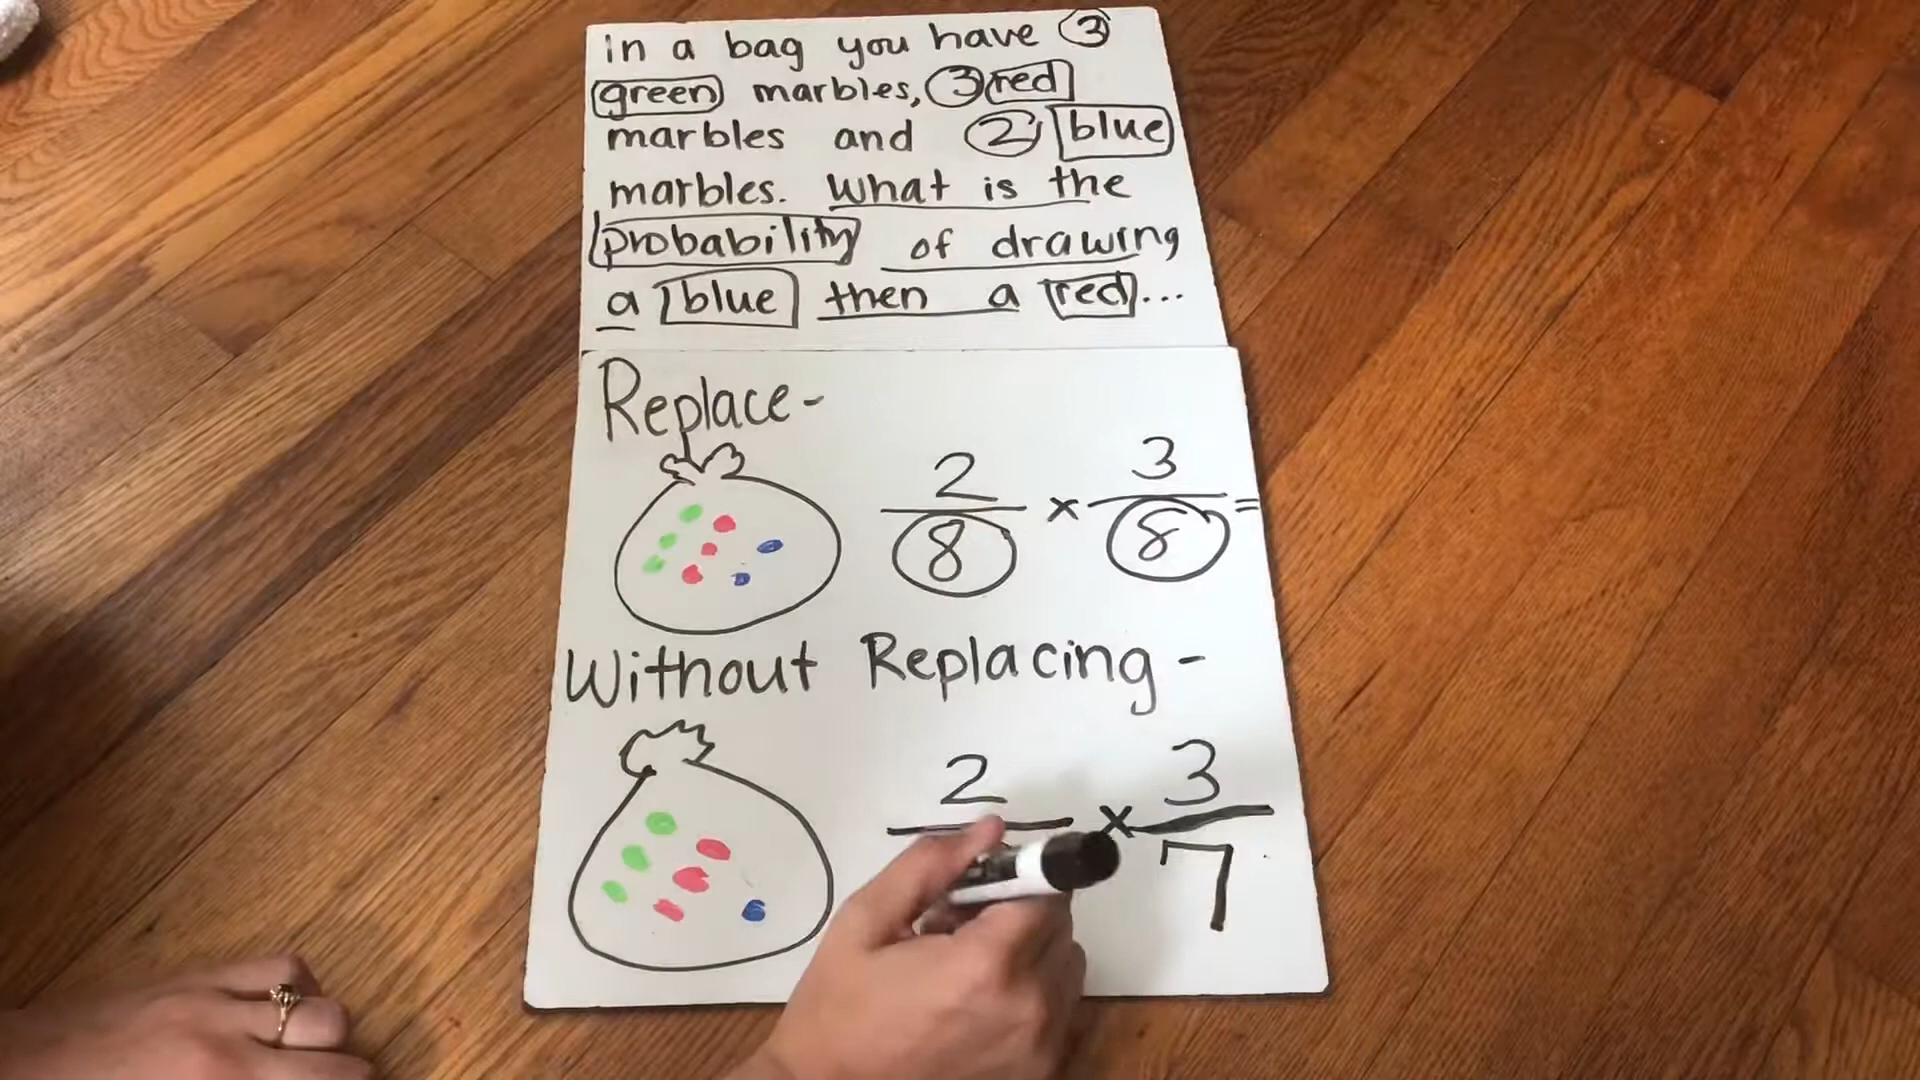 in a bag you have 3
green marbles, 3 red
marbles and 2 blue
marbles. What is the
probability of drawing
a blue then a red...
Replace-
2/8 x 3/8 =
Without Replacing-
2 x 3/7